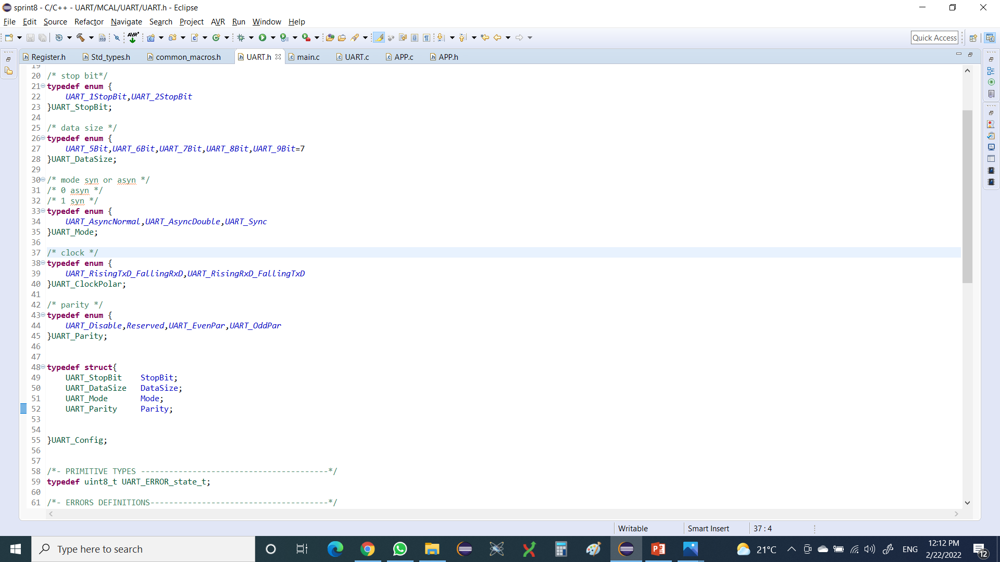 sprint8 - C/C++ - UART/MCAL/UART/UART.h - Eclipse
File Edit Source Refactor Navigate Search Project AVR Run Window Help
Quick Access
Register.h Std_types.h common_macros.h UART.h main.c UART.c APP.c APP.h
19
20 /* stop bit*/
21 typedef enum {
22 UART_1StopBit,UART_2StopBit
23 }UART_StopBit;
24
25 /* data size */
26 typedef enum {
27 UART_5Bit,UART_6Bit,UART_7Bit,UART_8Bit,UART_9Bit=7
28 }UART_DataSize;
29
30 /* mode syn or asyn */
31 /* 0 asyn */
32 /* 1 syn */
33 typedef enum {
34 UART_AsyncNormal,UART_AsyncDouble,UART_Sync
35 }UART_Mode;
36
37 /* clock */
38 typedef enum {
39 UART_RisingTxD_FallingRxD,UART_RisingRxD_FallingTxD
40 }UART_ClockPolar;
41
42 /* parity */
43 typedef enum {
44 UART_Disable,Reserved,UART_EvenPar,UART_OddPar
45 }UART_Parity;
46
47
48 typedef struct{
49 UART_StopBit StopBit;
50 UART_DataSize DataSize;
51 UART_Mode Mode;
52 UART_Parity Parity;
53
54
55 }UART_Config;
56
57
58 /*- PRIMITIVE TYPES ----------------------------------------*/
59 typedef uint8_t UART_ERROR_state_t;
60
61 /*- ERRORS DEFINITIONS--------------------------------------*/
Writable Smart Insert 37 : 4
Type here to search
21°C ENG
12:12 PM
2/22/2022
12